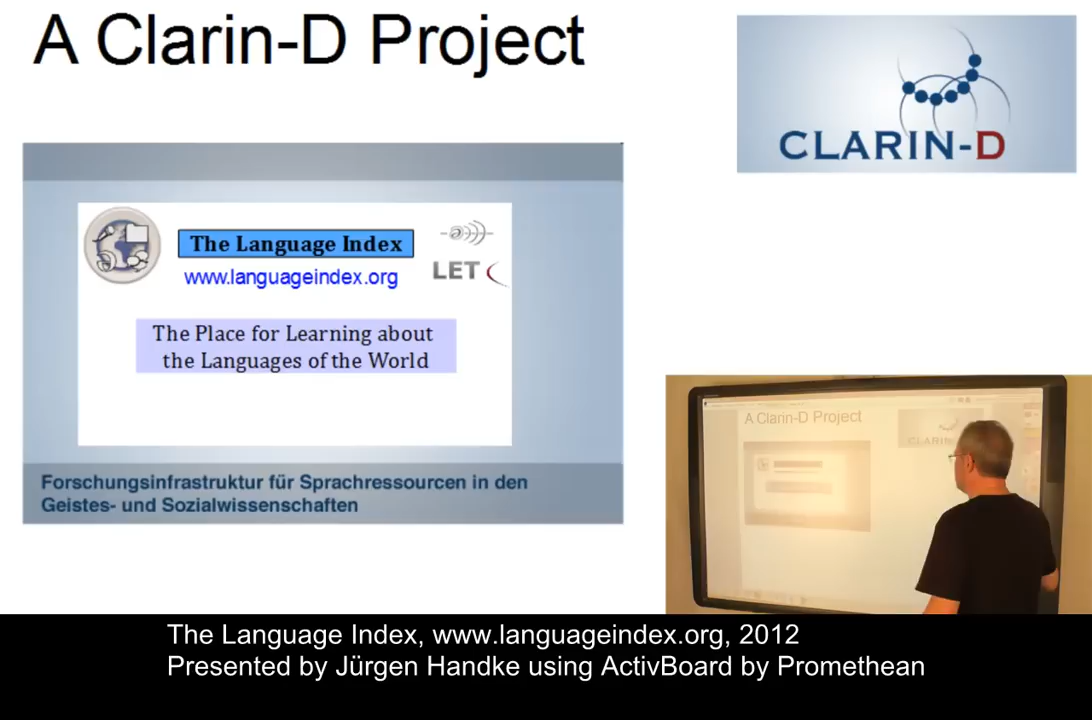 A Clarin-D Project
CLARIN-D
The Language Index
www.languageindex.org
LET
The Place for Learning about
the Languages of the World
Forschungsinfrastruktur für Sprachressourcen in den
Geistes- und Sozialwissenschaften
A Clarin-D Project
CLARIN
The Language Index, www.languageindex.org, 2012
Presented by Jürgen Handke using ActivBoard by Promethean